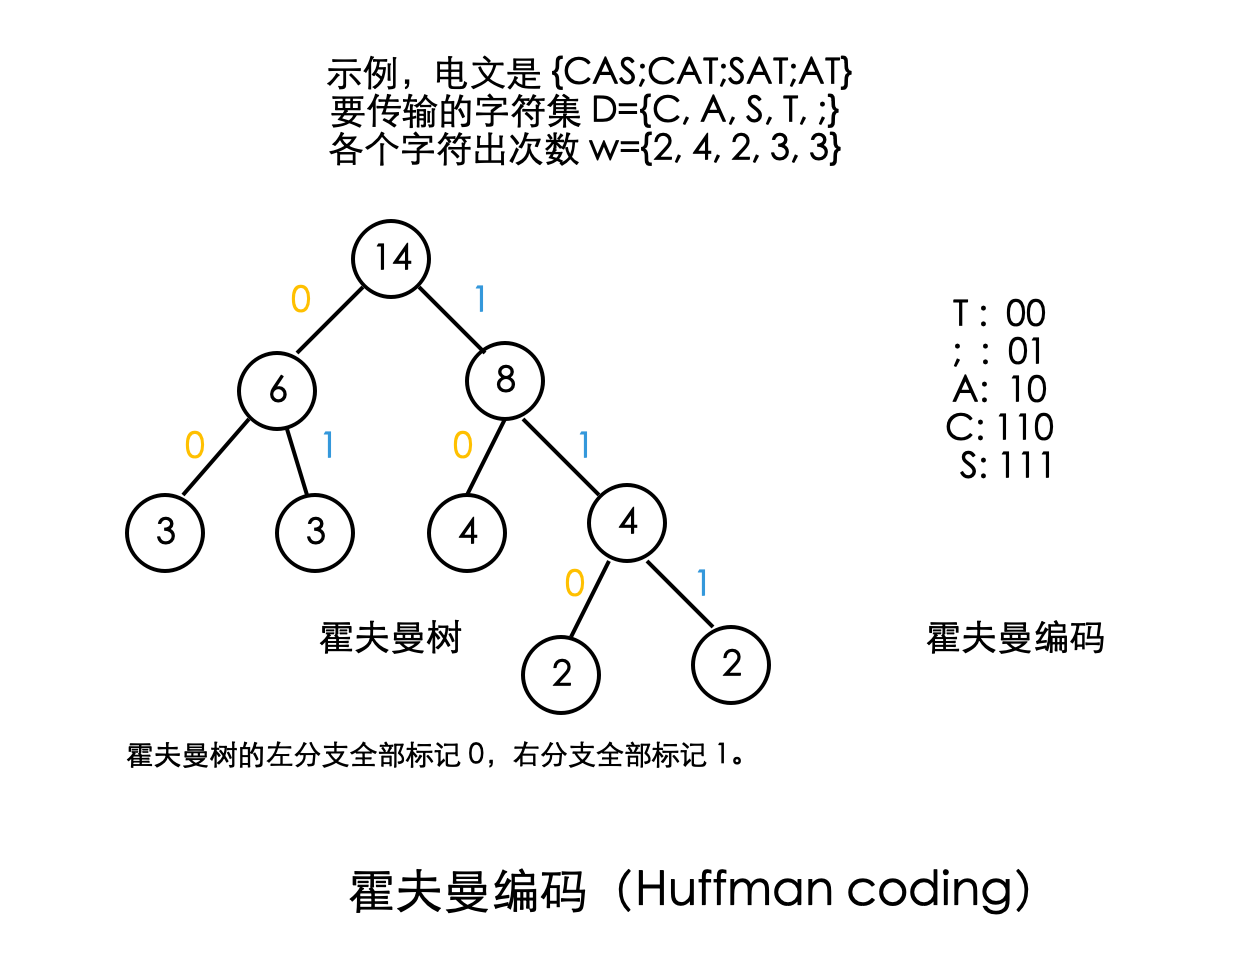 示例，电文是 {CAS;CAT;SAT;AT}
要传输的字符集 D={C, A, S, T, ;}
各个字符出次数 w={2, 4, 2, 3, 3}
14
0
1
6
8
0
1
0
1
3
3
4
4
0
1
2
2
霍夫曼树
T : 00
; : 01
A: 10
C: 110
S: 111
霍夫曼编码
霍夫曼树的左分支全部标记 0，右分支全部标记 1。
霍夫曼编码（Huffman coding）